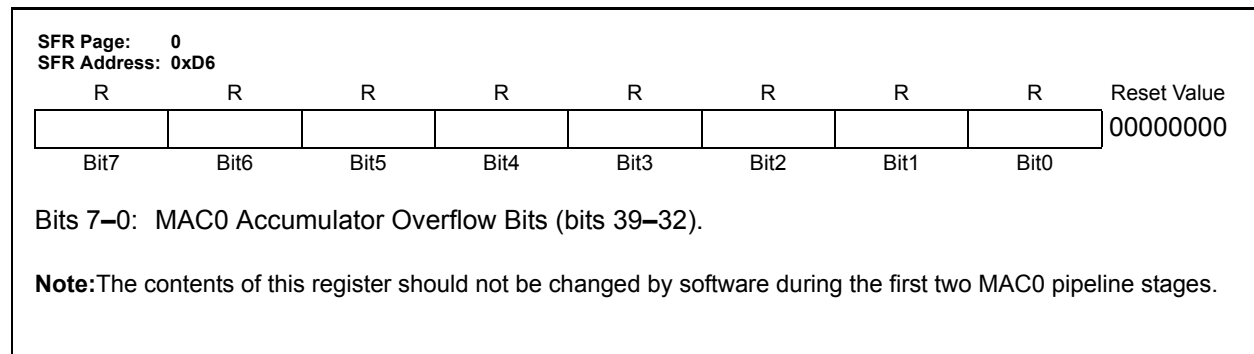 SFR Page: 0
SFR Address: 0xD6
R R R R R R R R Reset Value
00000000
Bit7 Bit6 Bit5 Bit4 Bit3 Bit2 Bit1 Bit0
Bits 7–0: MAC0 Accumulator Overflow Bits (bits 39–32).
Note:The contents of this register should not be changed by software during the first two MAC0 pipeline stages.